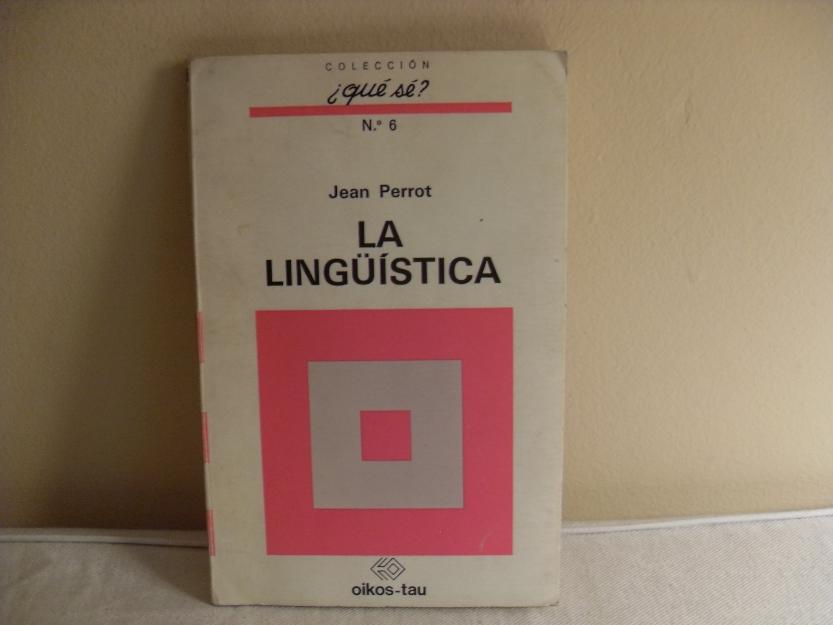 COLECCIÓN
¿qué sé?
N.º 6
Jean Perrot
LA
LINGÜÍSTICA
oikos-tau